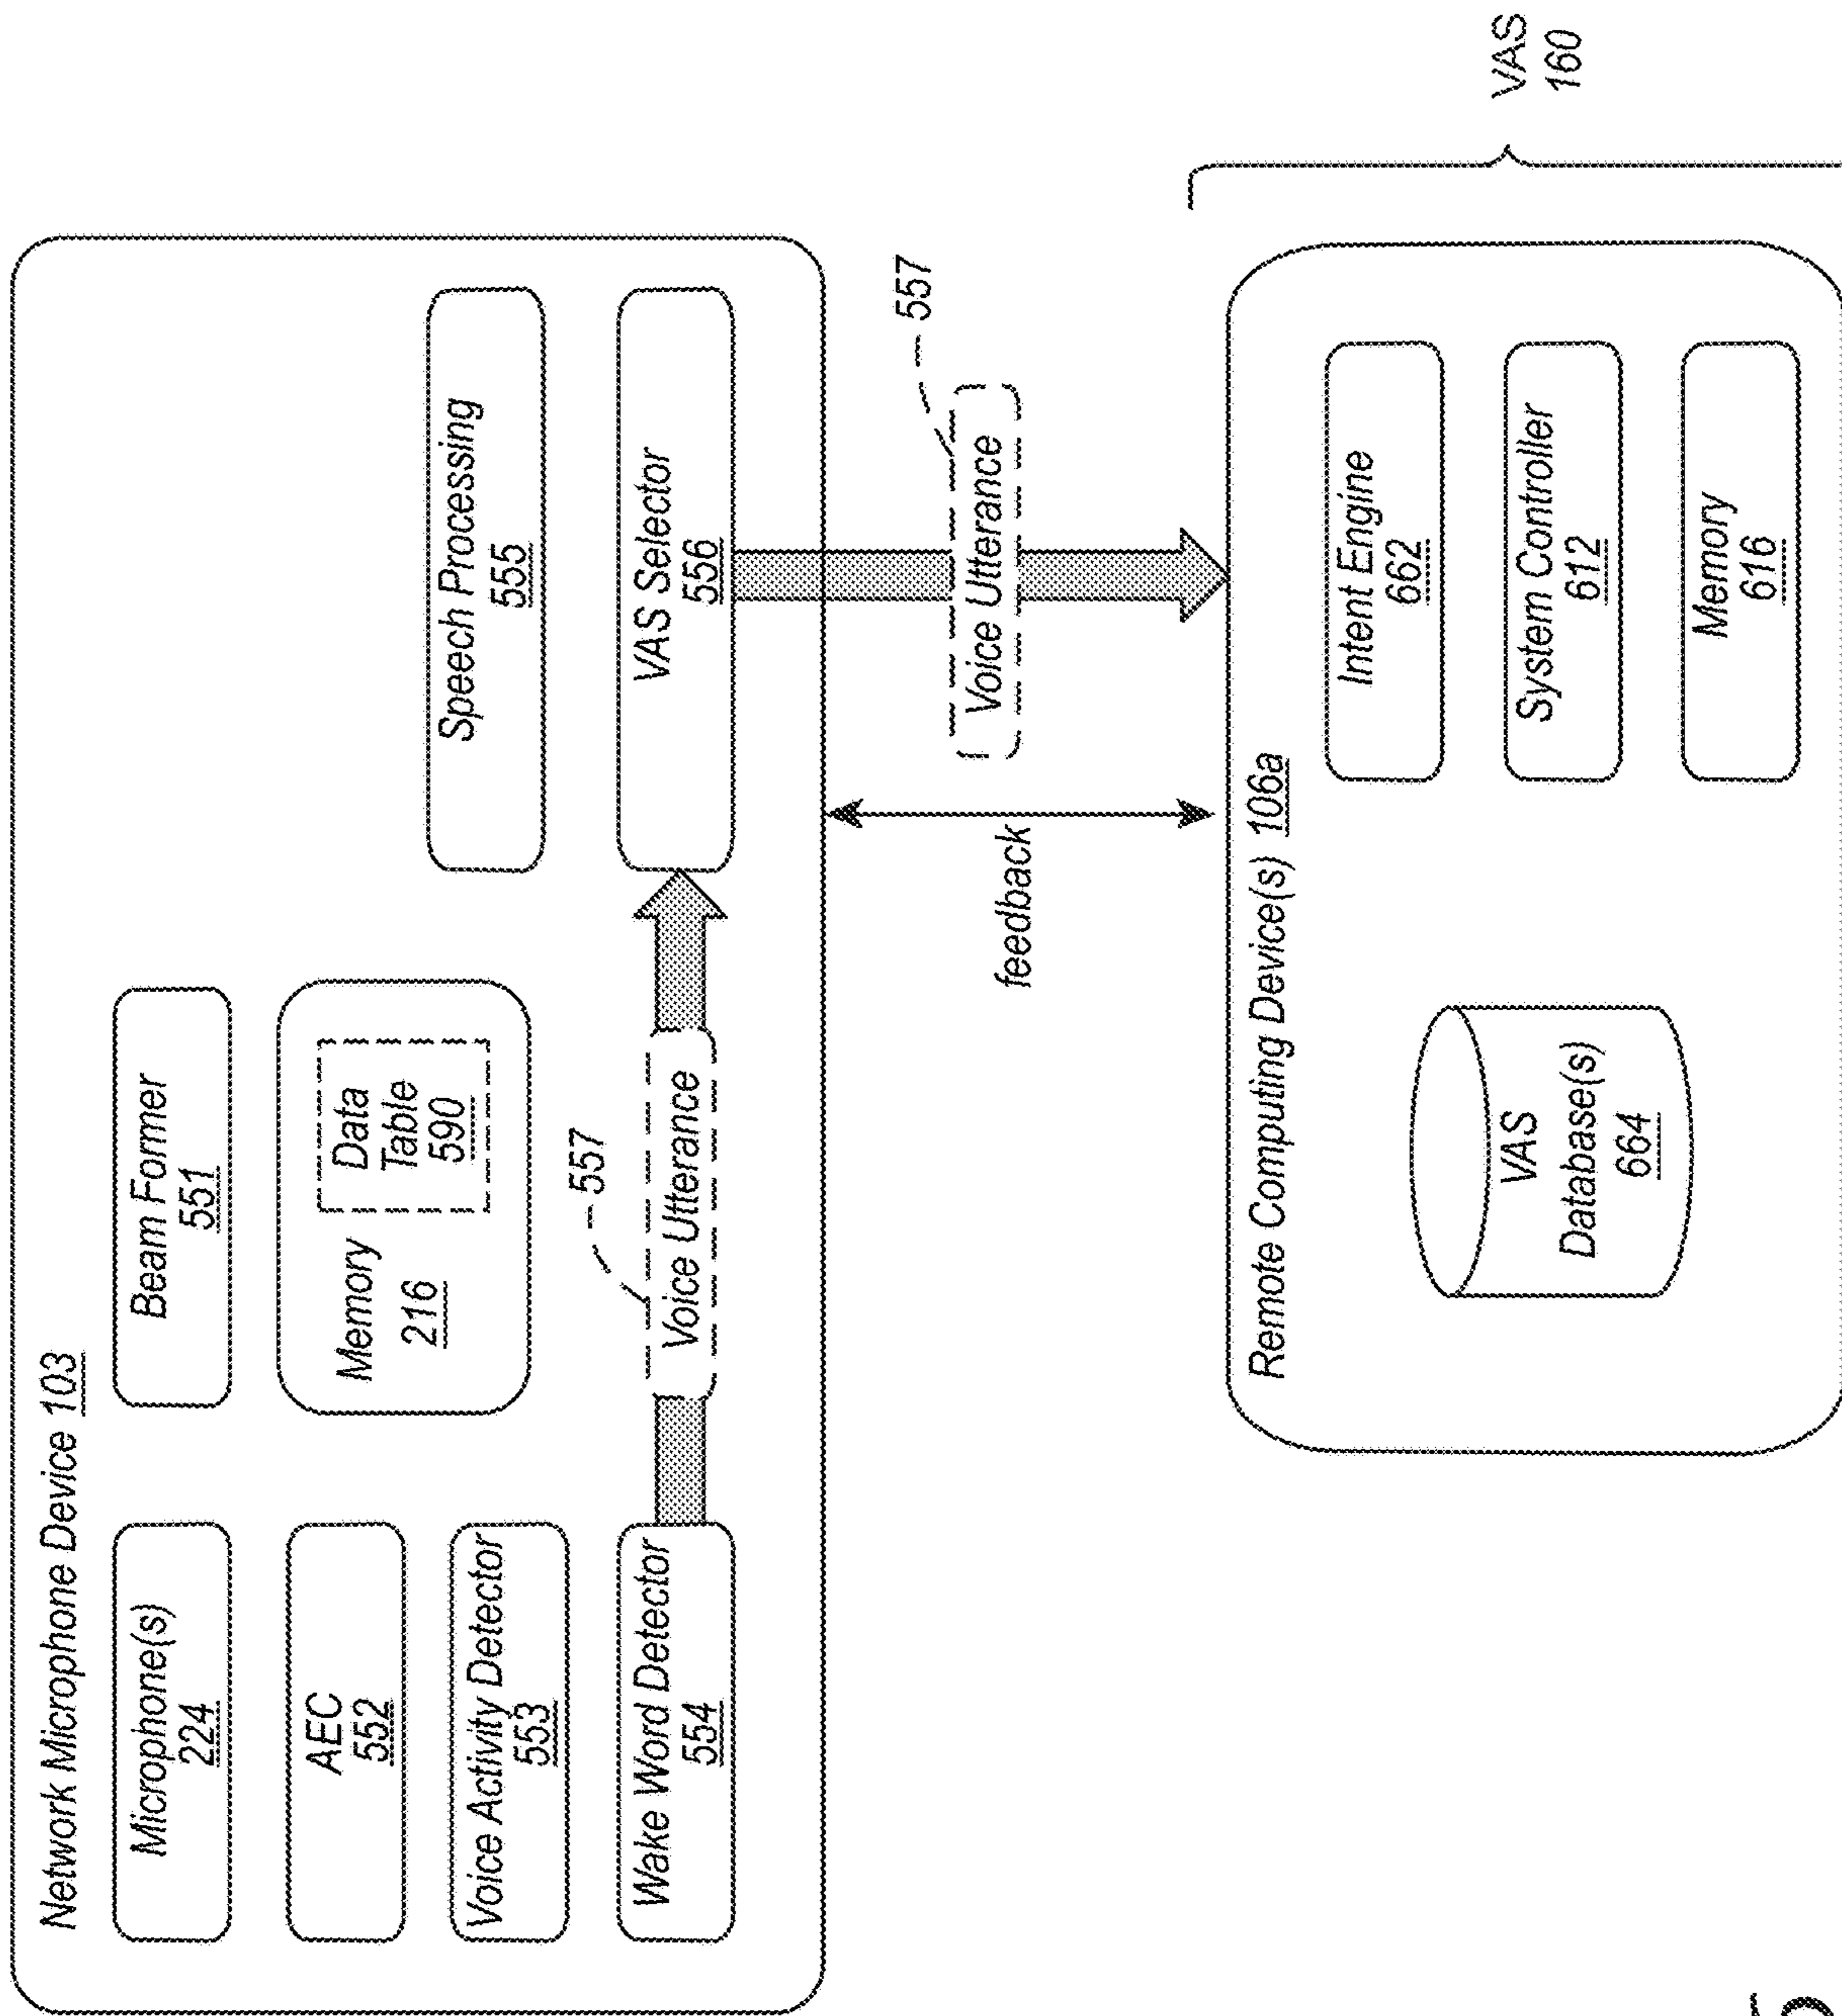 Network Microphone Device 103
Microphone(s)
224
Beam Former
551
AEC
552
Memory
216
Data
Table
590
Speech Processing
555
Voice Activity Detector
553
557
Wake Word Detector
554
Voice Utterance
VAS Selector
556
557
Voice Utterance
feedback
Remote Computing Device(s) 106a
VAS
Database(s)
664
Intent Engine
662
System Controller
612
Memory
616
VAS
160